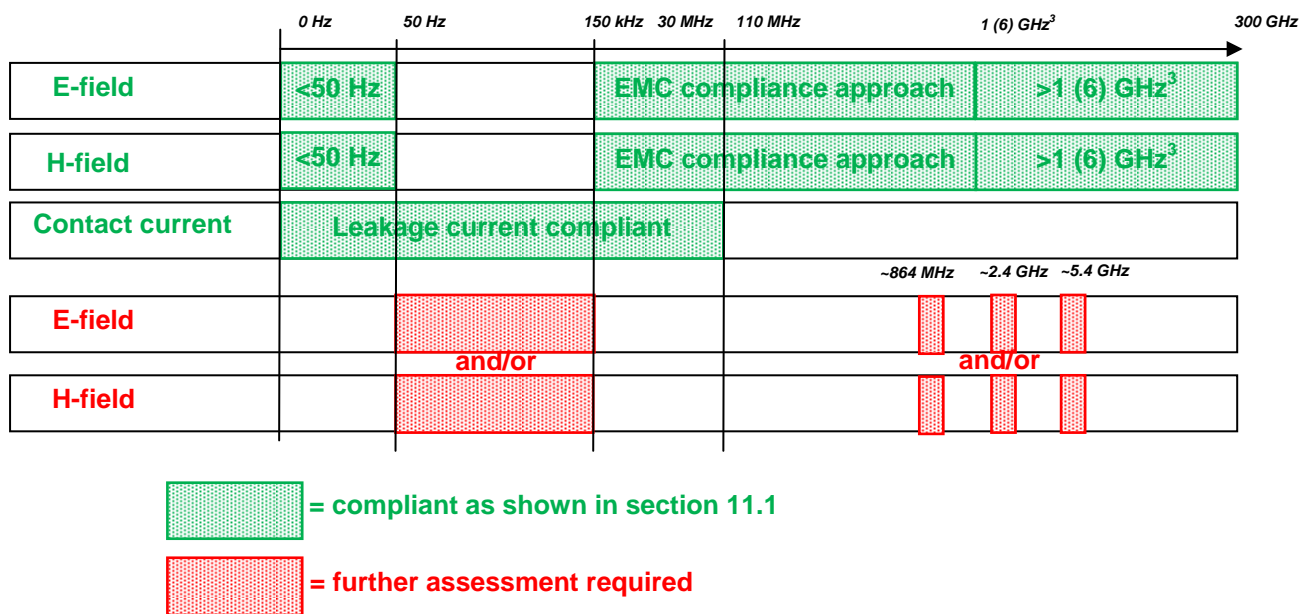 0 Hz 50 Hz 150 kHz 30 MHz 110 MHz 1 (6) GHz³ 300 GHz
E-field <50 Hz EMC compliance approach >1 (6) GHz³
H-field <50 Hz EMC compliance approach >1 (6) GHz³
Contact current Leakage current compliant
~864 MHz ~2.4 GHz ~5.4 GHz
E-field
and/or and/or
H-field
= compliant as shown in section 11.1
= further assessment required